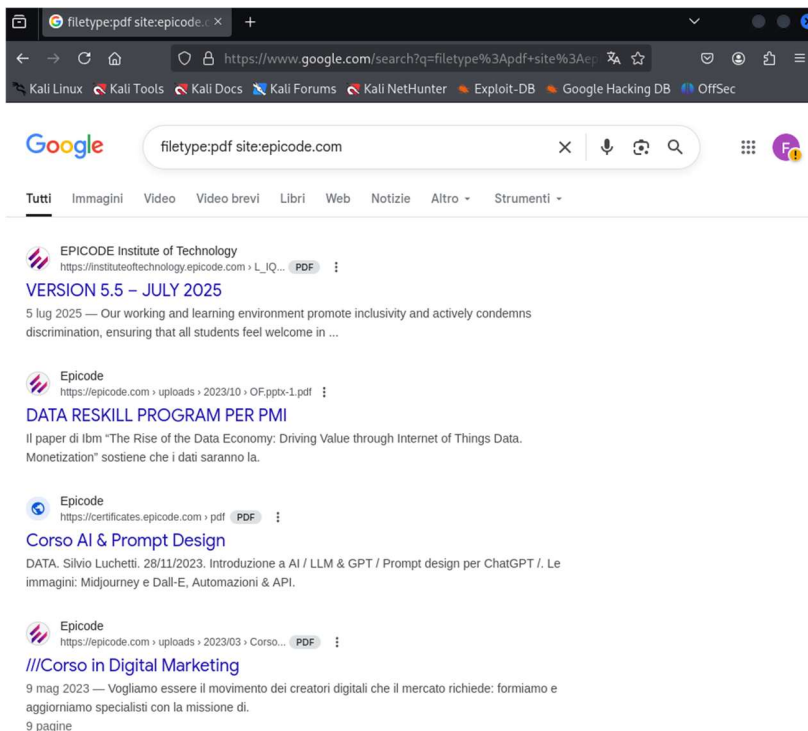 filetype:pdf site:epicode.c
https://www.google.com/search?q=filetype%3Apdf+site%3Aep
Kali Linux Kali Tools Kali Docs Kali Forums Kali NetHunter Exploit-DB Google Hacking DB OffSec
Google filetype:pdf site:epicode.com F
Tutti Immagini Video Video brevi Libri Web Notizie Altro Strumenti
EPICODE Institute of Technology
https://instituteoftechnology.epicode.com › L_IQ... PDF
VERSION 5.5 – JULY 2025
5 lug 2025 — Our working and learning environment promote inclusivity and actively condemns
discrimination, ensuring that all students feel welcome in ...
Epicode
https://epicode.com › uploads › 2023/10 › OF.pptx-1.pdf
DATA RESKILL PROGRAM PER PMI
Il paper di Ibm “The Rise of the Data Economy: Driving Value through Internet of Things Data.
Monetization” sostiene che i dati saranno la.
Epicode
https://certificates.epicode.com › pdf PDF
Corso AI & Prompt Design
DATA. Silvio Luchetti. 28/11/2023. Introduzione a AI / LLM & GPT / Prompt design per ChatGPT /. Le
immagini: Midjourney e Dall-E, Automazioni & API.
Epicode
https://epicode.com › uploads › 2023/03 › Corso... PDF
///Corso in Digital Marketing
9 mag 2023 — Vogliamo essere il movimento dei creatori digitali che il mercato richiede: formiamo e
aggiorniamo specialisti con la missione di.
9 pagine